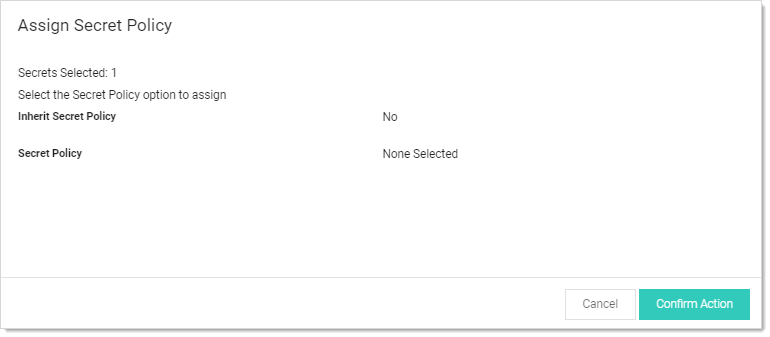 Assign Secret Policy
Secrets Selected: 1
Select the Secret Policy option to assign
Inherit Secret Policy No
Secret Policy None Selected
Cancel Confirm Action